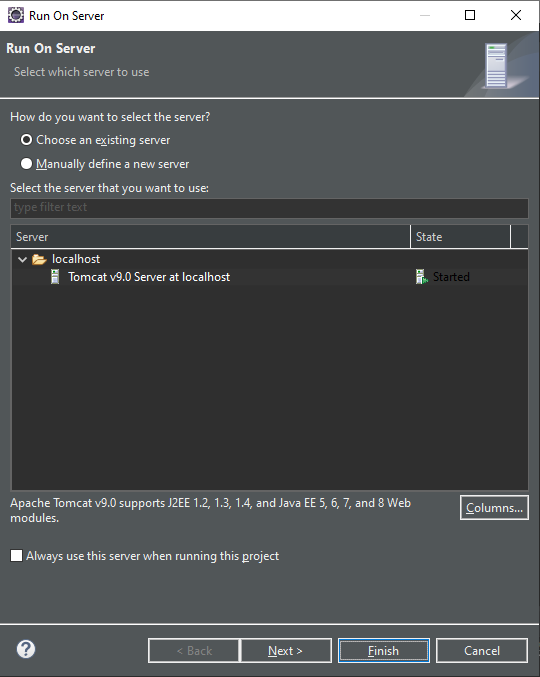 Run On Server
Run On Server
Select which server to use
How do you want to select the server?
Choose an existing server
Manually define a new server
Select the server that you want to use:
type filter text
Server State
localhost
Tomcat v9.0 Server at localhost Started
Apache Tomcat v9.0 supports J2EE 1.2, 1.3, 1.4, and Java EE 5, 6, 7, and 8 Web
modules.
Columns...
Always use this server when running this project
? < Back Next > Finish Cancel